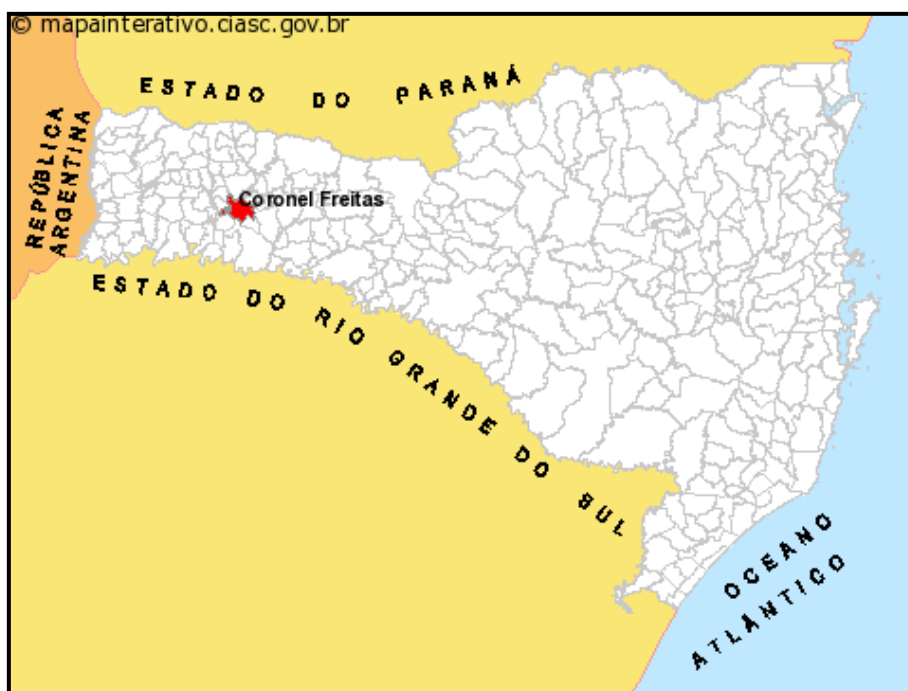 © mapainterativo.ciasc.gov.br
ESTADO DO PARANÁ
REPÚBLICA
ARGENTINA
Coronel Freitas
ESTADO DO RIO GRANDE DO SUL
OCEANO
ATLÂNTICO